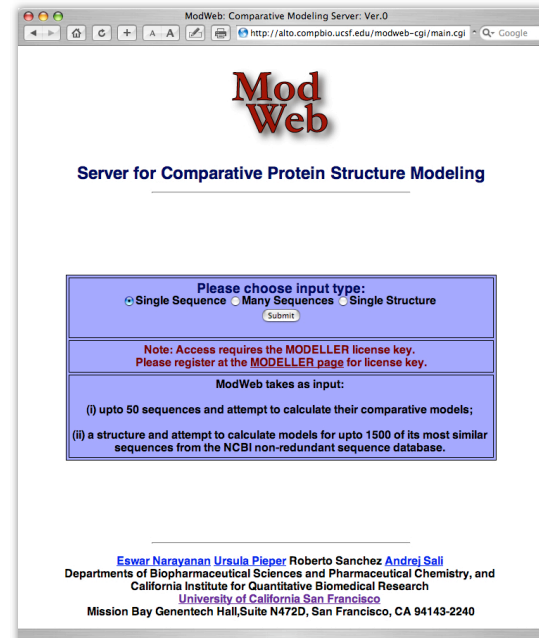 ModWeb: Comparative Modeling Server: Ver.0
A A http://alto.compbio.ucsf.edu/modweb-cgi/main.cgi Q- Google
Mod
Web
Server for Comparative Protein Structure Modeling
Please choose input type:
Single Sequence Many Sequences Single Structure
Submit
Note: Access requires the MODELLER license key.
Please register at the MODELLER page for license key.
ModWeb takes as input:
(i) upto 50 sequences and attempt to calculate their comparative models;
(ii) a structure and attempt to calculate models for upto 1500 of its most similar
sequences from the NCBI non-redundant sequence database.
Eswar Narayanan Ursula Pieper Roberto Sanchez Andrej Sali
Departments of Biopharmaceutical Sciences and Pharmaceutical Chemistry, and
California Institute for Quantitative Biomedical Research
University of California San Francisco
Mission Bay Genentech Hall,Suite N472D, San Francisco, CA 94143-2240